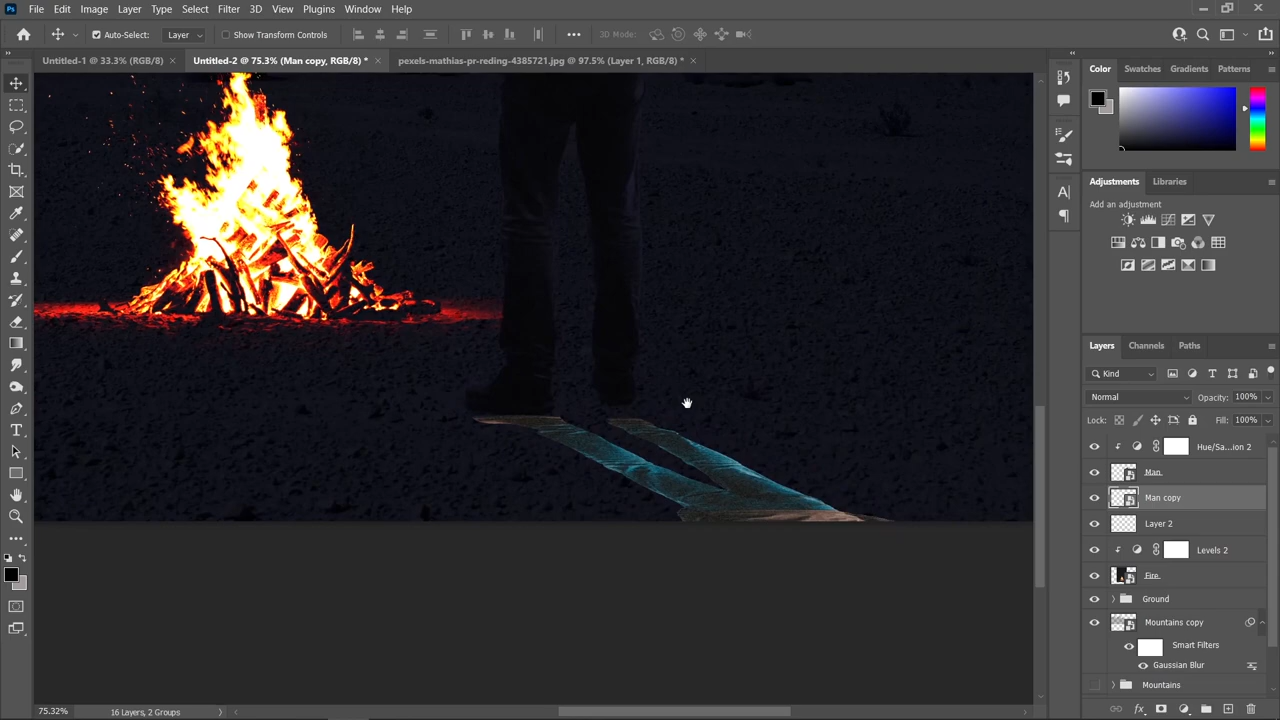 Ps File Edit Image Layer Type Select Filter 3D View Plugins Window Help
Auto-Select: Layer Show Transform Controls 3D Mode:
Untitled-1 @ 33.3% (RGB/8) Untitled-2 @ 75.3% (Man copy, RGB/8) * pexels-mathias-pr-reding-4385721.jpg @ 97.5% (Layer 1, RGB/8) *
Color Swatches Gradients Patterns
Adjustments Libraries
Add an adjustment
Layers Channels Paths
Kind
Normal Opacity: 100%
Lock: Fill: 100%
Hue/Sa...ion 2
Man
Man copy
Layer 2
Levels 2
Fire
Ground
Mountains copy
Smart Filters
Gaussian Blur
Mountains
75.32% 16 Layers, 2 Groups